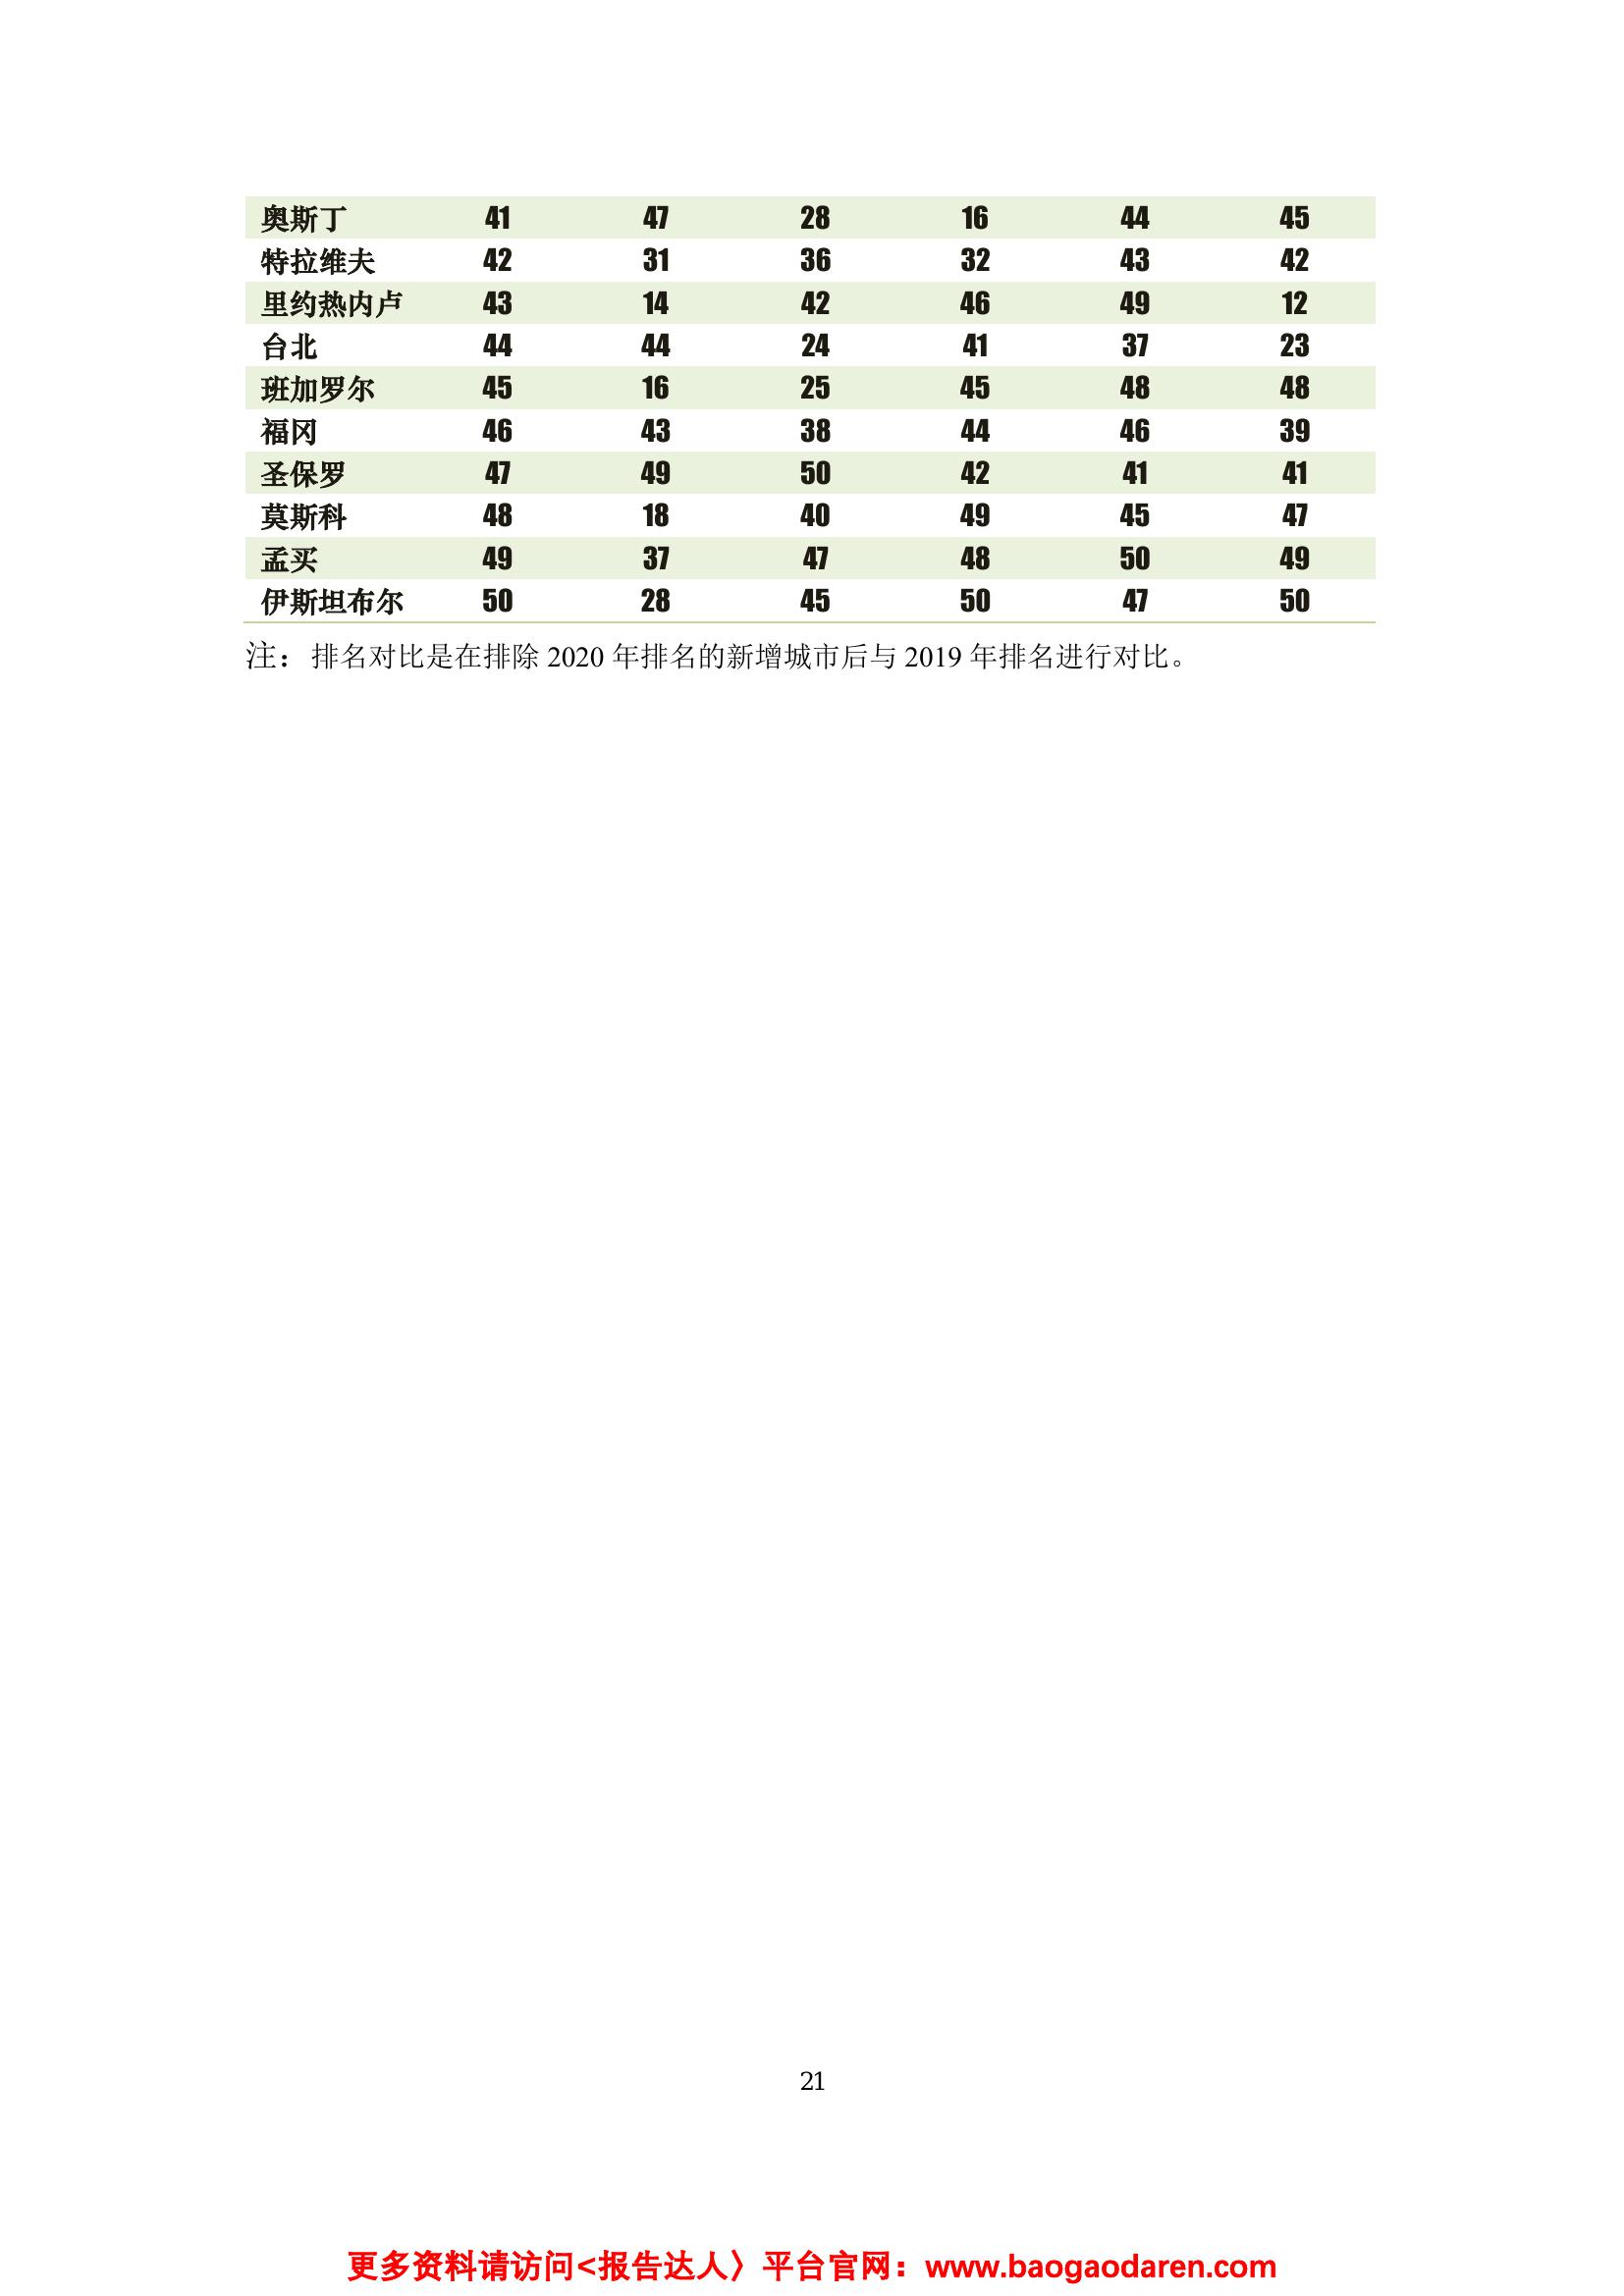 奥斯丁 41 47 28 16 44 45
特拉维夫 42 31 36 32 43 42
里约热内卢 43 14 42 46 49 12
台北 44 44 24 41 37 23
班加罗尔 45 16 25 45 48 48
福冈 46 43 38 44 46 39
圣保罗 47 49 50 42 41 41
莫斯科 48 18 40 49 45 47
孟买 49 37 47 48 50 49
伊斯坦布尔 50 28 45 50 47 50
注：排名对比是在排除 2020 年排名的新增城市后与 2019 年排名进行对比。
21
更多资料请访问<报告达人〉平台官网：www.baogaodaren.com